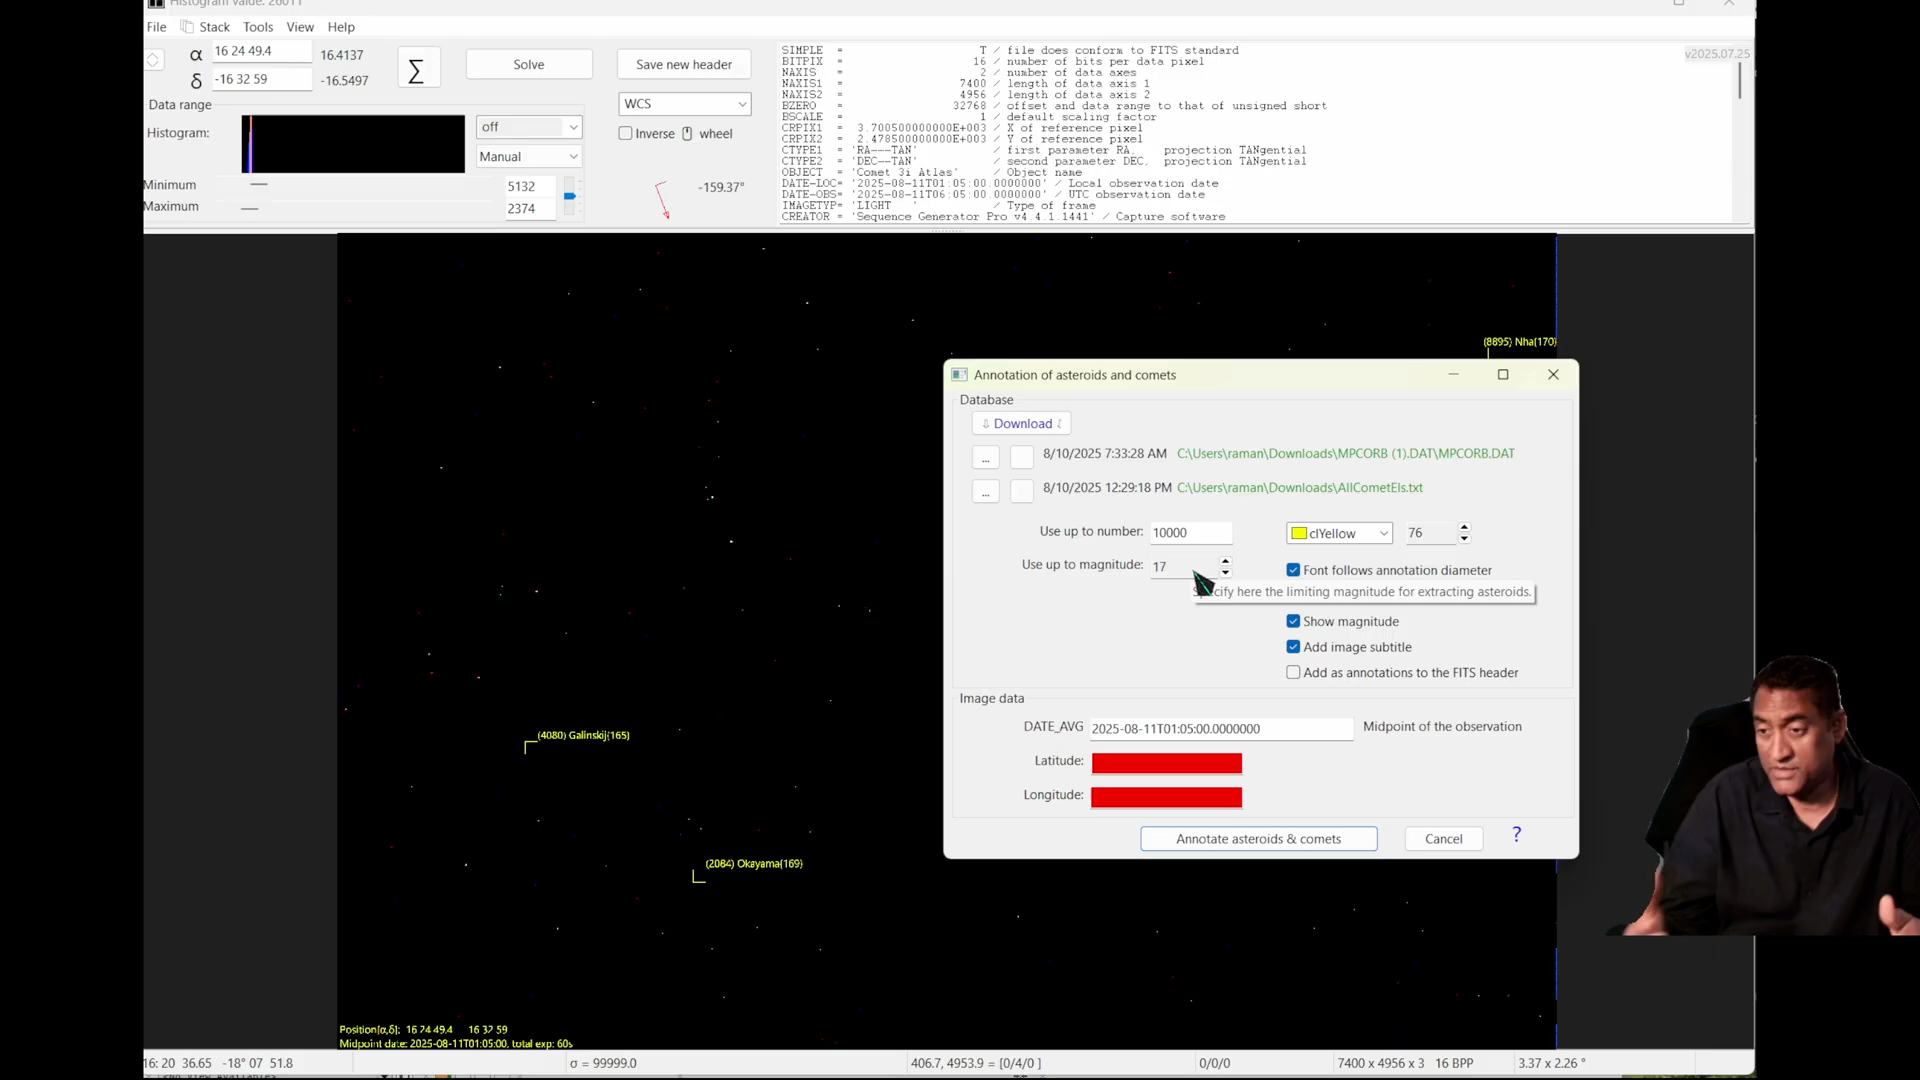 Histogram value: 26011
File Stack Tools View Help
α 16 24 49.4 16.4137
δ -16 32 59 -16.5497
∑
Solve
Save new header
WCS
Inverse wheel
Data range
Histogram:
off
Manual
Minimum 5132
Maximum 2374
-159.37°
v2025.07.25
SIMPLE = T / file does conform to FITS standard
BITPIX = 16 / number of bits per data pixel
NAXIS = 2 / number of data axes
NAXIS1 = 7400 / length of data axis 1
NAXIS2 = 4956 / length of data axis 2
BZERO = 32768 / offset and data range to that of unsigned short
BSCALE = 1 / default scaling factor
CRPIX1 = 3.700500000000E+003 / X of reference pixel
CRPIX2 = 2.478500000000E+003 / Y of reference pixel
CTYPE1 = 'RA---TAN' / first parameter RA, projection TANgential
CTYPE2 = 'DEC--TAN' / second parameter DEC, projection TANgential
OBJECT = 'Comet 3i Atlas' / Object name
DATE-LOC= '2025-08-11T01:05:00.0000000' / Local observation date
DATE-OBS= '2025-08-11T06:05:00.0000000' / UTC observation date
IMAGETYP= 'LIGHT ' / Type of frame
CREATOR = 'Sequence Generator Pro v4.4.1.1441' / Capture software
(8895) Nha(170)
Annotation of asteroids and comets
Database
Download
... 8/10/2025 7:33:28 AM C:\Users\raman\Downloads\MPCORB (1).DAT\MPCORB.DAT
... 8/10/2025 12:29:18 PM C:\Users\raman\Downloads\AllCometEls.txt
Use up to number: 10000 clYellow 76
Use up to magnitude: 17 Font follows annotation diameter
here the limiting magnitude for extracting asteroids.
Show magnitude
Add image subtitle
Add as annotations to the FITS header
Image data
DATE_AVG 2025-08-11T01:05:00.0000000 Midpoint of the observation
Latitude:
Longitude:
Annotate asteroids & comets Cancel ?
(4080) Galinskij(165)
(2084) Okayama(169)
Position[α,δ]; 16 24 49.4 16 32 59
Midpoint date: 2025-08-11T01:05:00, total exp: 60s
16: 20 36.65 -18° 07 51.8 σ = 99999.0 406.7, 4953.9 = [0/4/0 ] 0/0/0 7400 x 4956 x 3 16 BPP 3.37 x 2.26 °